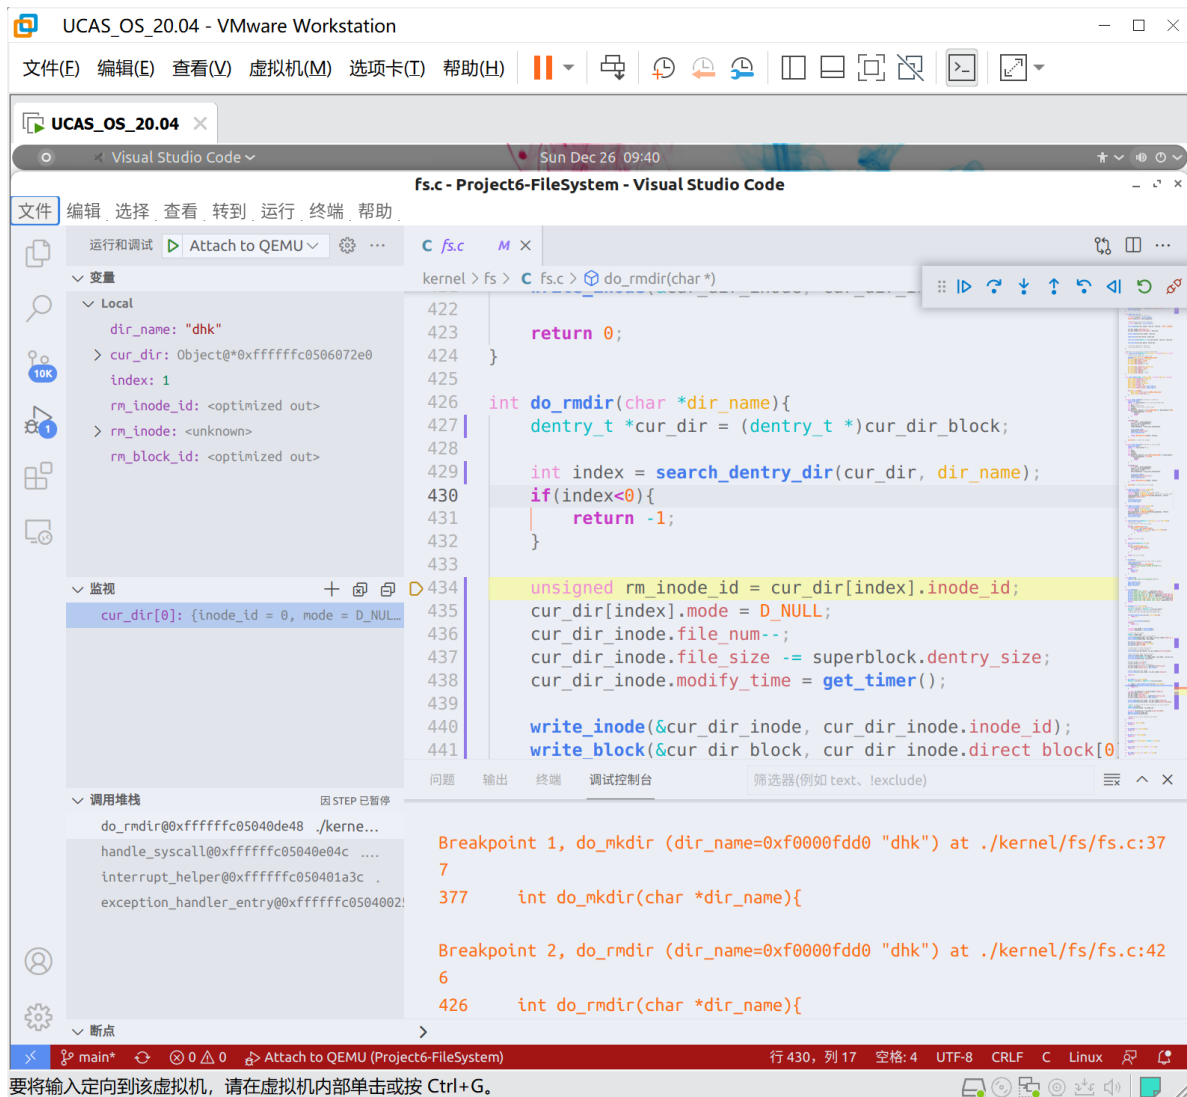 UCAS_OS_20.04 - VMware Workstation
文件(F) 编辑(E) 查看(V) 虚拟机(M) 选项卡(T) 帮助(H)
UCAS_OS_20.04
Visual Studio Code
Sun Dec 26 09:40
fs.c - Project6-FileSystem - Visual Studio Code
文件 编辑 选择 查看 转到 运行 终端 帮助
运行和调试 Attach to QEMU
变量
Local
dir_name: "dhk"
cur_dir: Object@*0xffffffc0506072e0
index: 1
rm_inode_id: <optimized out>
rm_inode: <unknown>
rm_block_id: <optimized out>
10K
1
监视
cur_dir[0]: {inode_id = 0, mode = D_NUL…
调用堆栈 因 STEP 已暂停
do_rmdir@0xffffffc05040de48 ./kerne...
handle_syscall@0xffffffc05040e04c ....
interrupt_helper@0xffffffc050401a3c .
exception_handler_entry@0xffffffc05040025
断点
C fs.c M
kernel > fs > C fs.c > do_rmdir(char *)
422
423 return 0;
424 }
425
426 int do_rmdir(char *dir_name){
427 dentry_t *cur_dir = (dentry_t *)cur_dir_block;
428
429 int index = search_dentry_dir(cur_dir, dir_name);
430 if(index<0){
431 return -1;
432 }
433
434 unsigned rm_inode_id = cur_dir[index].inode_id;
435 cur_dir[index].mode = D_NULL;
436 cur_dir_inode.file_num--;
437 cur_dir_inode.file_size -= superblock.dentry_size;
438 cur_dir_inode.modify_time = get_timer();
439
440 write_inode(&cur_dir_inode, cur_dir_inode.inode_id);
441 write_block(&cur_dir_block, cur_dir_inode.direct_block[0]
问题 输出 终端 调试控制台 筛选器(例如 text、!exclude)
Breakpoint 1, do_mkdir (dir_name=0xf0000fdd0 "dhk") at ./kernel/fs/fs.c:37
7
377 int do_mkdir(char *dir_name){
Breakpoint 2, do_rmdir (dir_name=0xf0000fdd0 "dhk") at ./kernel/fs/fs.c:42
6
426 int do_rmdir(char *dir_name){
main* 0 0 Attach to QEMU (Project6-FileSystem) 行 430，列 17 空格: 4 UTF-8 CRLF C Linux
要将输入定向到该虚拟机，请在虚拟机内部单击或按 Ctrl+G。